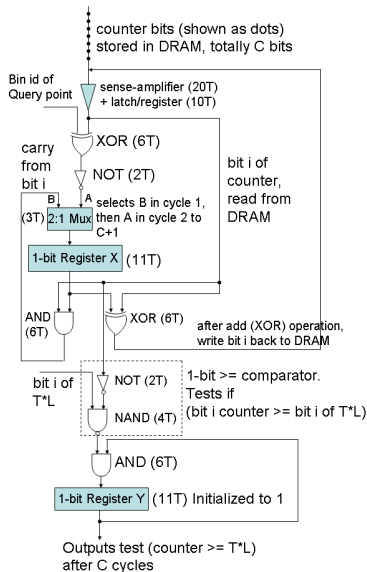 counter bits (shown as dots)
stored in DRAM, totally C bits
Bin id of
Query point
sense-amplifier (20T)
+ latch/register (10T)
XOR (6T)
carry
from
bit i
NOT (2T)
bit i of
counter,
read from
DRAM
B
A
selects B in cycle 1,
then A in cycle 2 to
C+1
(3T)
2:1 Mux
1-bit Register X
(11T)
AND
(6T)
XOR (6T)
after add (XOR) operation,
write bit i back to DRAM
bit i of
T*L
NOT (2T)
NAND (4T)
1-bit >= comparator.
Tests if
(bit i counter >= bit i of T*L)
AND (6T)
1-bit Register Y
(11T) Initialized to 1
Outputs test (counter >= T*L)
after C cycles